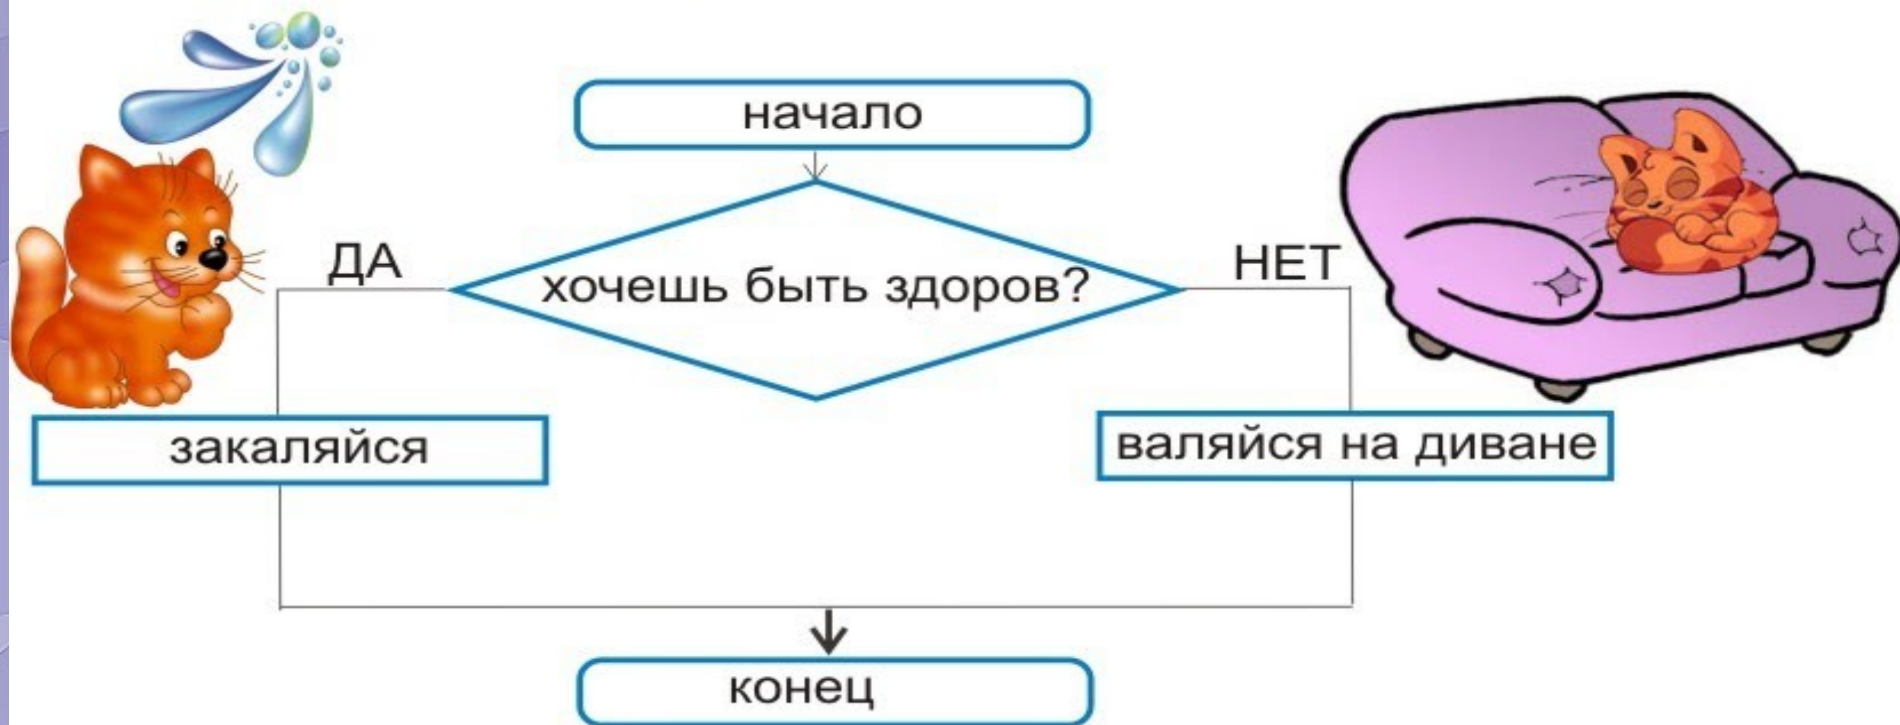 начало
ДА
хочешь быть здоров?
НЕТ
закаляйся
валяйся на диване
конец